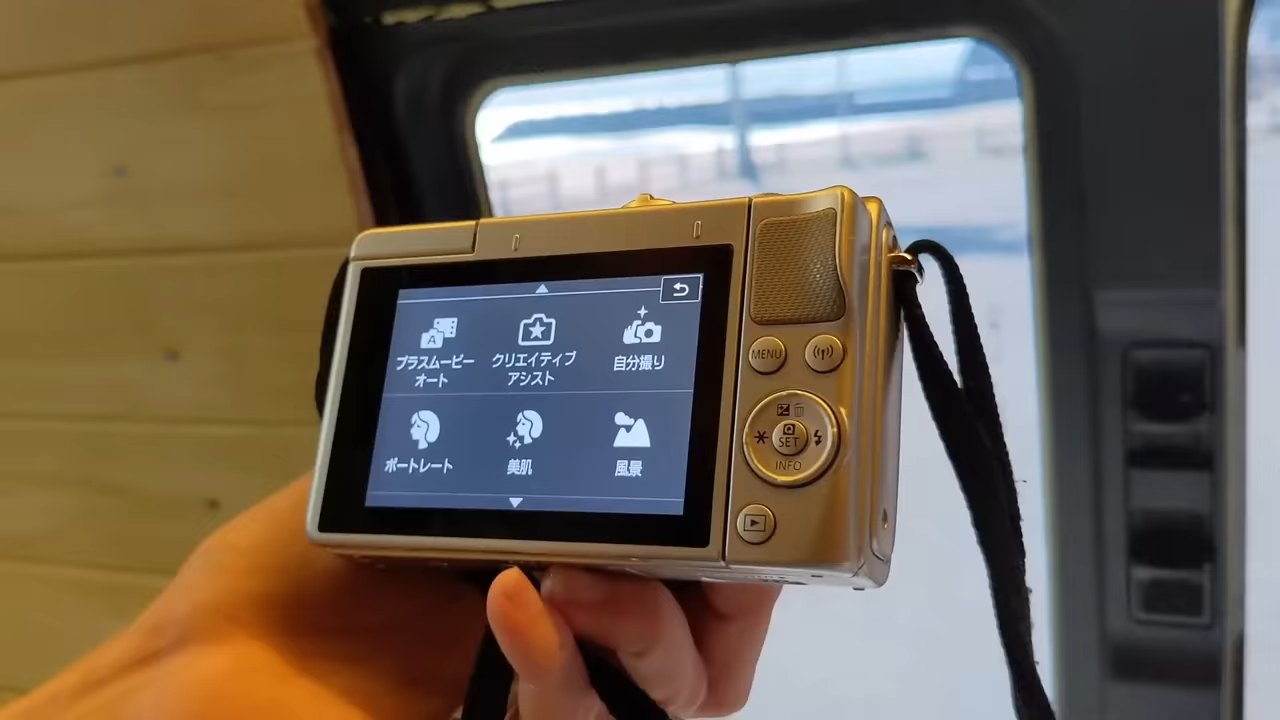 A
プラスムービー
オート
クリエイティブ
アシスト
自分撮り
ポートレート
美肌
風景
MENU
Q
SET
INFO